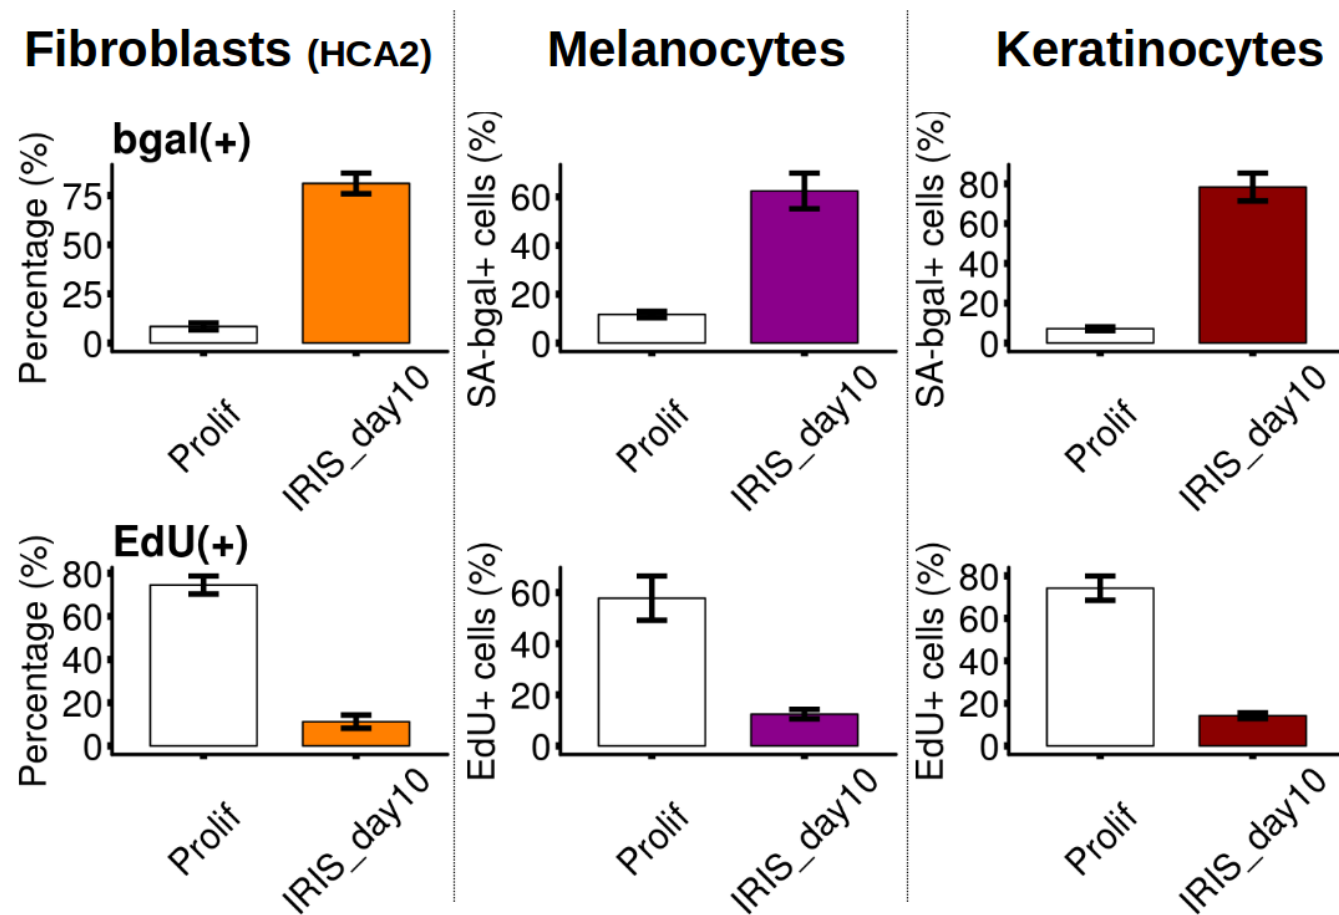 Fibroblasts (HCA2)
Melanocytes
Keratinocytes
bgal(+)
Percentage (%)
75
50
25
0
Prolif
IRIS_day10
SA-bgal+ cells (%)
60
40
20
0
Prolif
IRIS_day10
SA-bgal+ cells (%)
80
60
40
20
0
Prolif
IRIS_day10
EdU(+)
Percentage (%)
80
60
40
20
0
Prolif
IRIS_day10
EdU+ cells (%)
60
40
20
0
Prolif
IRIS_day10
EdU+ cells (%)
80
60
40
20
0
Prolif
IRIS_day10